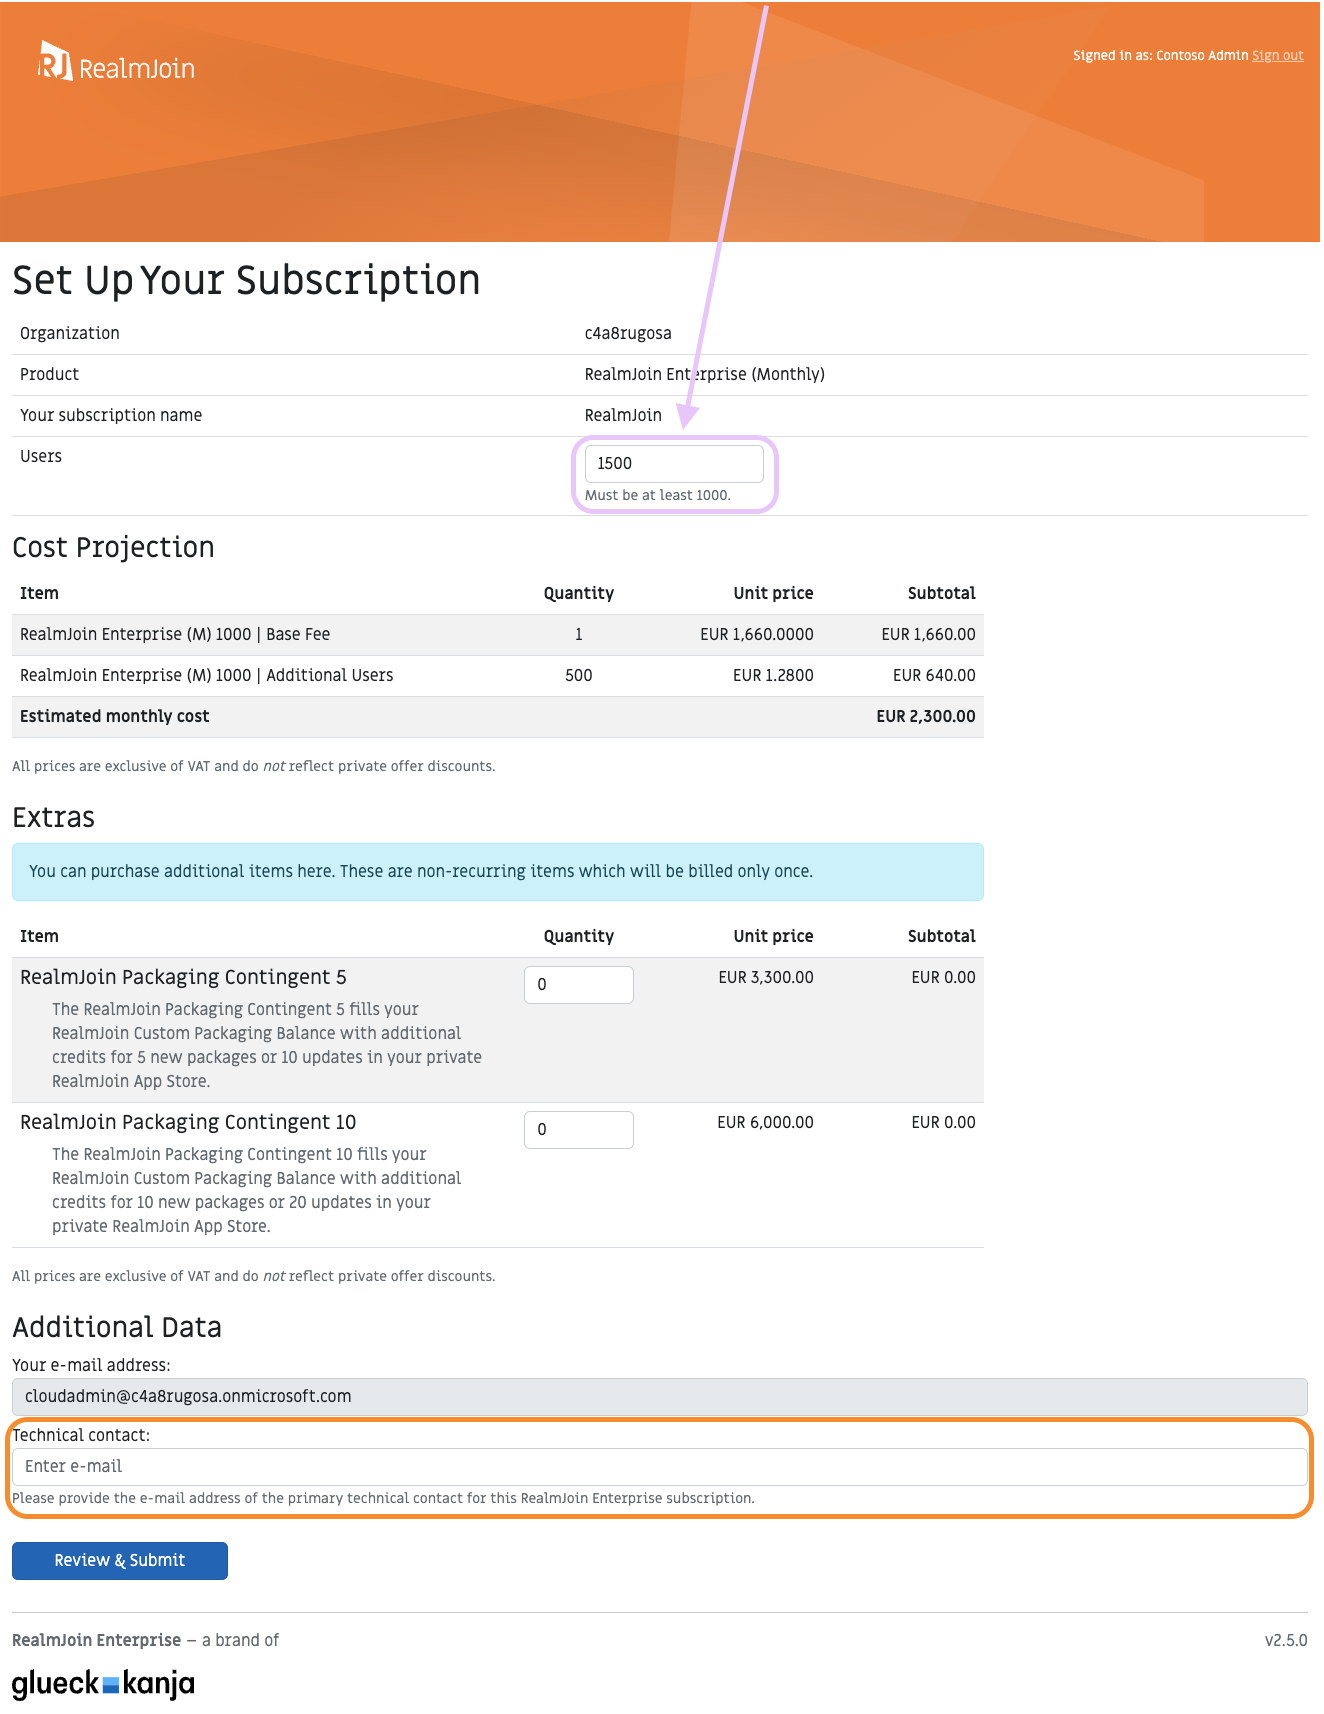 RJ RealmJoin
Signed in as: Contoso Admin Sign out
Set Up Your Subscription
Organization c4a8rugosa
Product RealmJoin Enterprise (Monthly)
Your subscription name RealmJoin
Users 1500
Must be at least 1000.
Cost Projection
Item Quantity Unit price Subtotal
RealmJoin Enterprise (M) 1000 | Base Fee 1 EUR 1,660.0000 EUR 1,660.00
RealmJoin Enterprise (M) 1000 | Additional Users 500 EUR 1.2800 EUR 640.00
Estimated monthly cost EUR 2,300.00
All prices are exclusive of VAT and do not reflect private offer discounts.
Extras
You can purchase additional items here. These are non-recurring items which will be billed only once.
Item Quantity Unit price Subtotal
RealmJoin Packaging Contingent 5 0 EUR 3,300.00 EUR 0.00
The RealmJoin Packaging Contingent 5 fills your
RealmJoin Custom Packaging Balance with additional
credits for 5 new packages or 10 updates in your private
RealmJoin App Store.
RealmJoin Packaging Contingent 10 0 EUR 6,000.00 EUR 0.00
The RealmJoin Packaging Contingent 10 fills your
RealmJoin Custom Packaging Balance with additional
credits for 10 new packages or 20 updates in your
private RealmJoin App Store.
All prices are exclusive of VAT and do not reflect private offer discounts.
Additional Data
Your e-mail address:
cloudadmin@c4a8rugosa.onmicrosoft.com
Technical contact:
Enter e-mail
Please provide the e-mail address of the primary technical contact for this RealmJoin Enterprise subscription.
Review & Submit
RealmJoin Enterprise – a brand of v2.5.0
glueck kanja